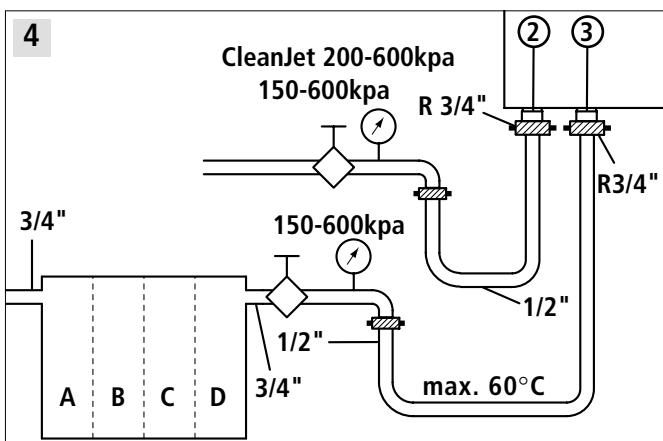 4
2
3
CleanJet 200-600kpa
150-600kpa
R 3/4"
R3/4"
3/4"
150-600kpa
1/2"
1/2"
3/4"
max. 60°C
A B C D